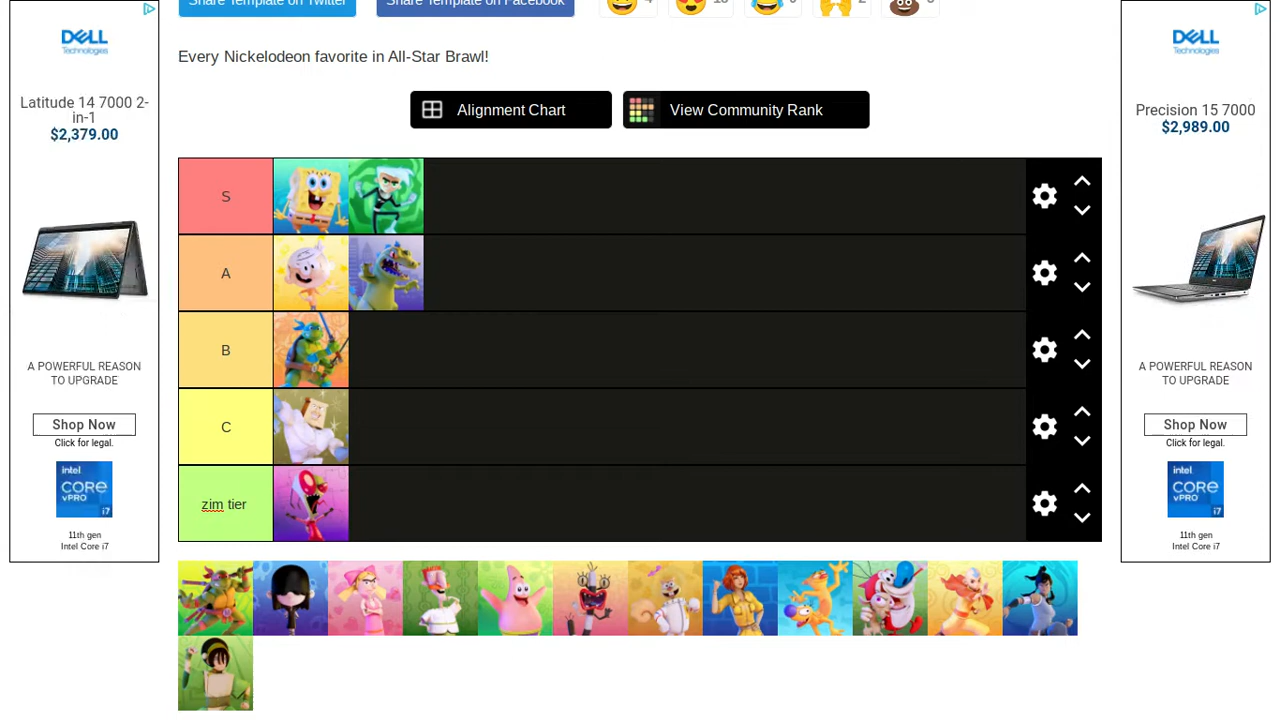 Share Template on Twitter
Share Template on Facebook
Every Nickelodeon favorite in All-Star Brawl!
Alignment Chart
View Community Rank
S
A
B
C
zim tier
DELL
Technologies
Latitude 14 7000 2-
in-1
$2,379.00
A POWERFUL REASON
TO UPGRADE
Shop Now
Click for legal.
intel
CORE
vPRO
i7
11th gen
Intel Core i7
DELL
Technologies
Precision 15 7000
$2,989.00
A POWERFUL REASON
TO UPGRADE
Shop Now
Click for legal.
intel
CORE
vPRO
i7
11th gen
Intel Core i7